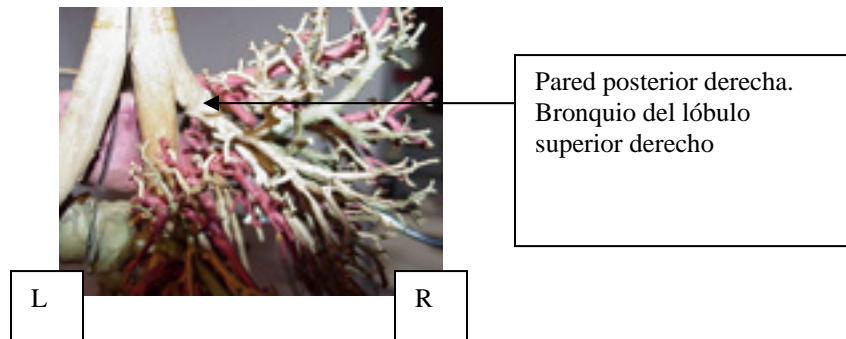 Pared posterior derecha.
Bronquio del lóbulo
superior derecho
L
R